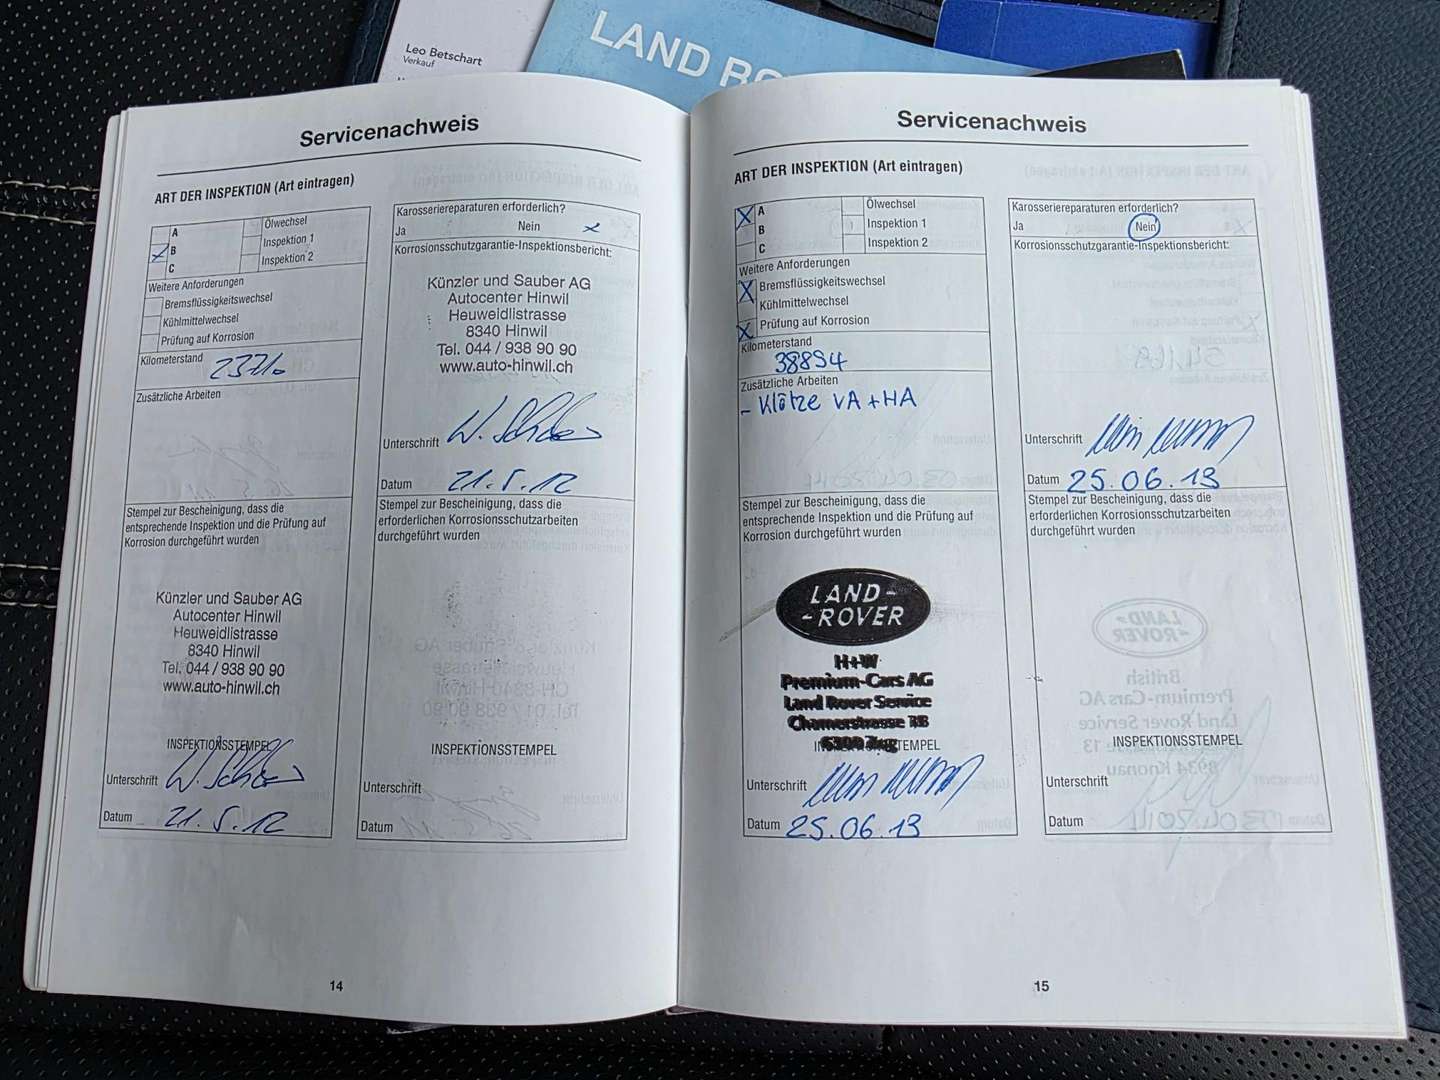 Leo Betschart
Verkauf
LAND RO
Servicenachweis
ART DER INSPEKTION (Art eintragen)
A
B
C
Ölwechsel
Inspektion 1
Inspektion 2
Weitere Anforderungen
Bremsflüssigkeitswechsel
Kühlmittelwechsel
Prüfung auf Korrosion
Kilometerstand
23710
Zusätzliche Arbeiten
Stempel zur Bescheinigung, dass die
entsprechende Inspektion und die Prüfung auf
Korrosion durchgeführt wurden
Künzler und Sauber AG
Autocenter Hinwil
Heuweidlistrasse
8340 Hinwil
Tel. 044 / 938 90 90
www.auto-hinwil.ch
INSPEKTIONSSTEMPEL
Unterschrift
Datum 21.5.12
Karosseriereparaturen erforderlich?
Ja Nein x
Korrosionsschutzgarantie-Inspektionsbericht:
Künzler und Sauber AG
Autocenter Hinwil
Heuweidlistrasse
8340 Hinwil
Tel. 044 / 938 90 90
www.auto-hinwil.ch
Unterschrift
Datum 21.5.12
Stempel zur Bescheinigung, dass die
erforderlichen Korrosionsschutzarbeiten
durchgeführt wurden
INSPEKTIONSSTEMPEL
Unterschrift
Datum
14
Servicenachweis
ART DER INSPEKTION (Art eintragen)
X A
B
C
Ölwechsel
Inspektion 1
Inspektion 2
Weitere Anforderungen
X Bremsflüssigkeitswechsel
Kühlmittelwechsel
X Prüfung auf Korrosion
Kilometerstand
38894
Zusätzliche Arbeiten
- Klötze VA + HA
Stempel zur Bescheinigung, dass die
entsprechende Inspektion und die Prüfung auf
Korrosion durchgeführt wurden
LAND-
-ROVER
H+W
Premium-Cars AG
Land Rover Service
Chamerstrasse
6300 Zug
INSPEKTIONSSTEMPEL
Unterschrift
Datum 25.06.13
Karosseriereparaturen erforderlich?
Ja Nein
Korrosionsschutzgarantie-Inspektionsbericht:
Unterschrift
Datum 25.06.13
Stempel zur Bescheinigung, dass die
erforderlichen Korrosionsschutzarbeiten
durchgeführt wurden
INSPEKTIONSSTEMPEL
Unterschrift
Datum
15